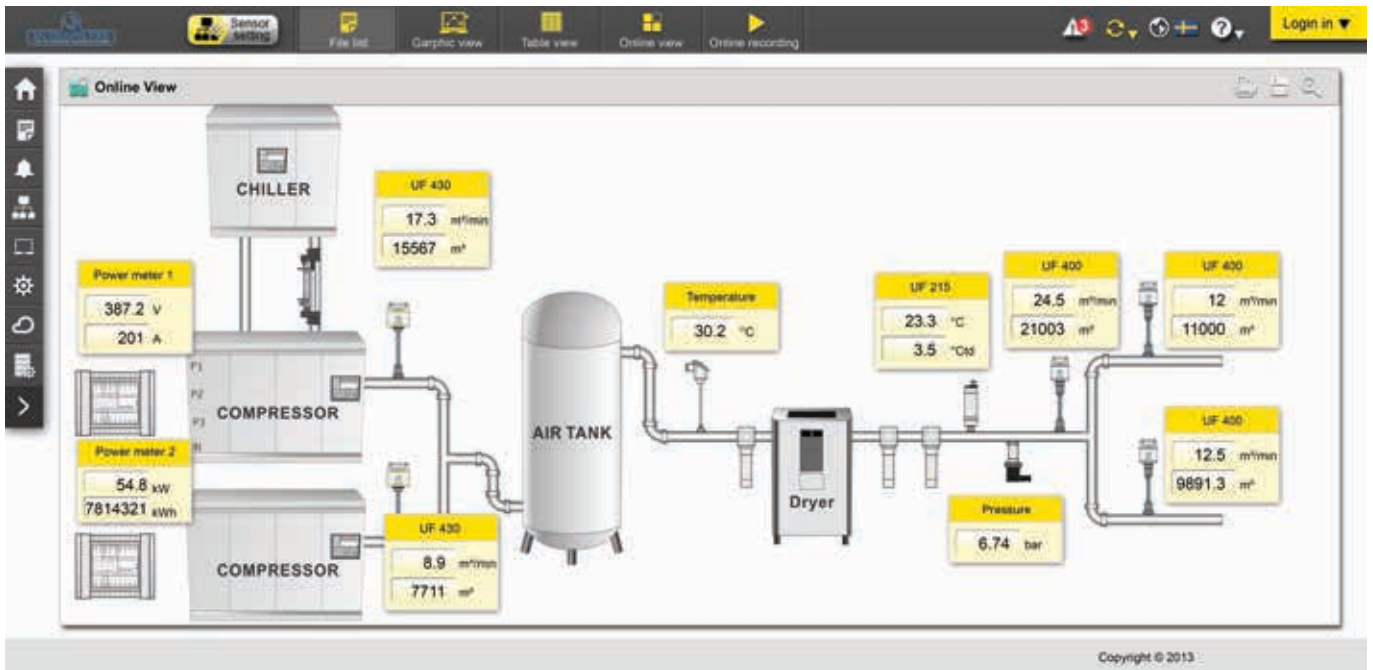 Sensor
setting
File list
Garphic view
Table view
Online view
Online recording
3
Login in ▼
Online View
CHILLER
UF 430
17.3 m³/min
15567 m³
Power meter 1
387.2 V
201 A
P1
P2
P3
COMPRESSOR
Power meter 2
54.8 kW
7814321 kWh
COMPRESSOR
UF 430
8.9 m³/min
7711 m³
AIR TANK
Temperature
30.2 °C
Dryer
UF 215
23.3 °C
3.5 °Ctd
Pressure
6.74 bar
UF 400
24.5 m³/min
21003 m³
UF 400
12 m³/min
11000 m³
UF 400
12.5 m³/min
9891.3 m³
Copyright © 2013